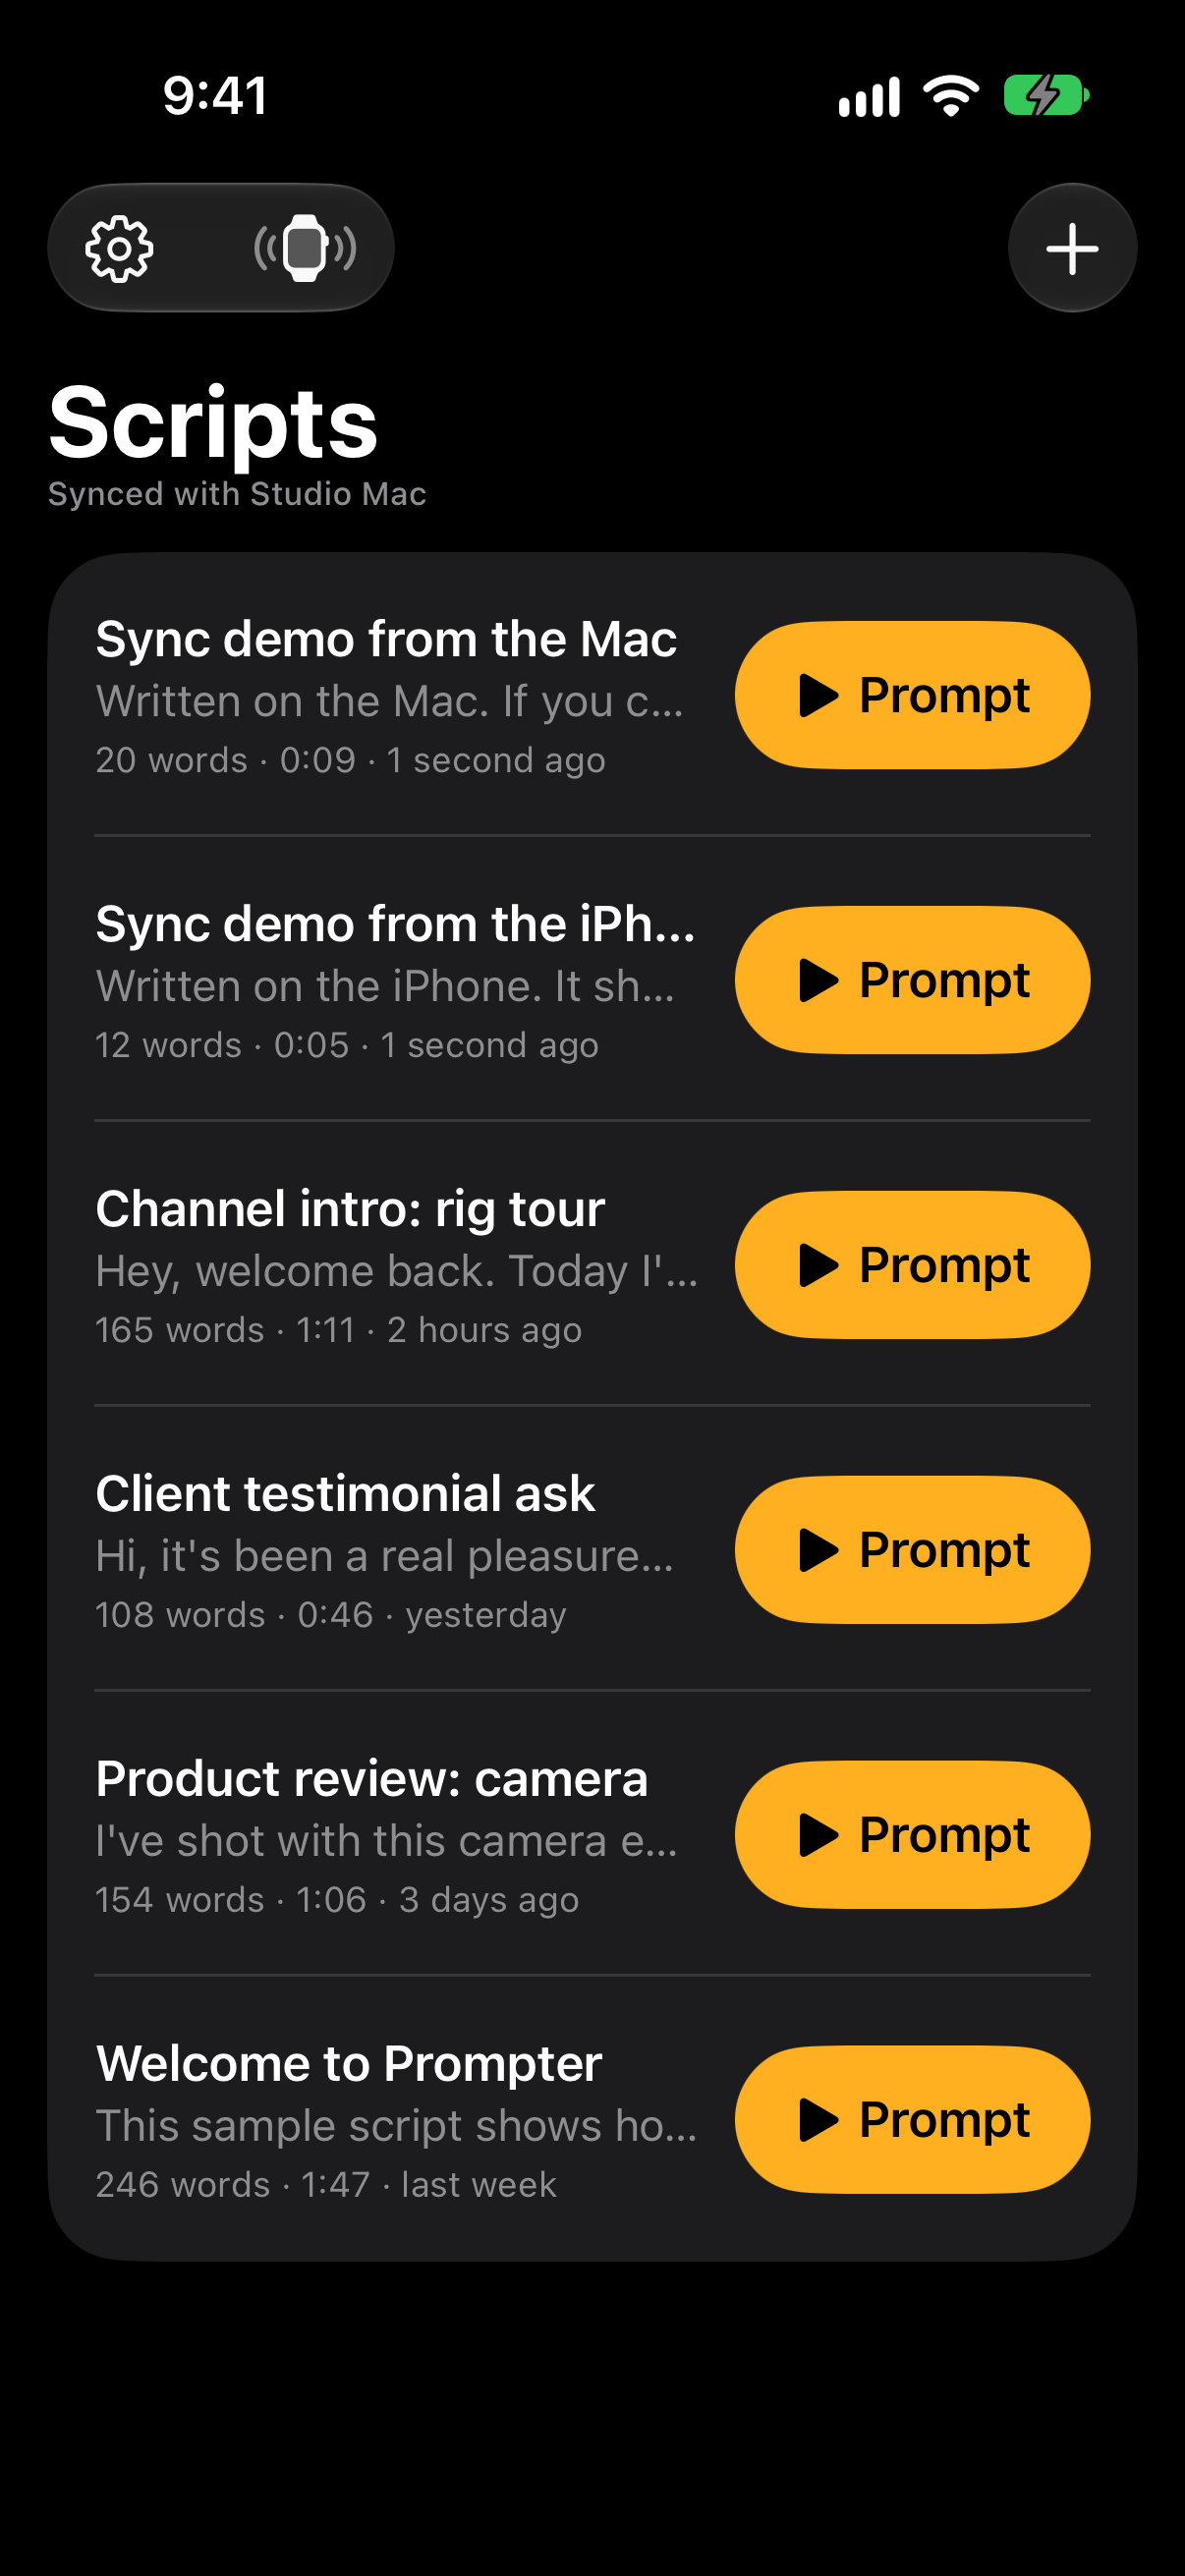 9:41
Scripts
Synced with Studio Mac
Sync demo from the Mac
Written on the Mac. If you c...
20 words · 0:09 · 1 second ago
Prompt
Sync demo from the iPh...
Written on the iPhone. It sh...
12 words · 0:05 · 1 second ago
Prompt
Channel intro: rig tour
Hey, welcome back. Today I'...
165 words · 1:11 · 2 hours ago
Prompt
Client testimonial ask
Hi, it's been a real pleasure...
108 words · 0:46 · yesterday
Prompt
Product review: camera
I've shot with this camera e...
154 words · 1:06 · 3 days ago
Prompt
Welcome to Prompter
This sample script shows ho...
246 words · 1:47 · last week
Prompt